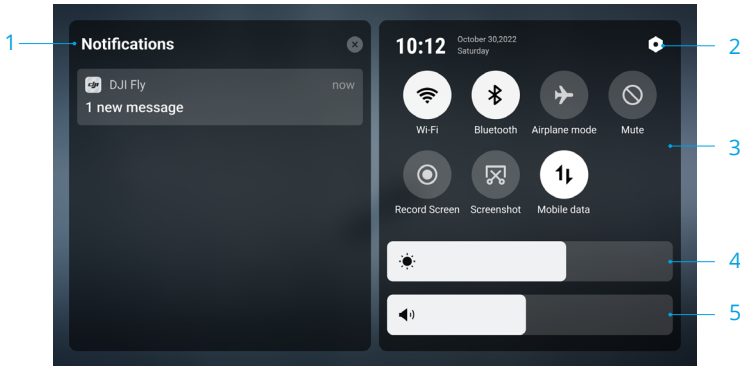 1
Notifications
dji DJI Fly now
1 new message
10:12 October 30,2022
Saturday
2
Wi-Fi Bluetooth Airplane mode Mute
3
Record Screen Screenshot Mobile data
4
5